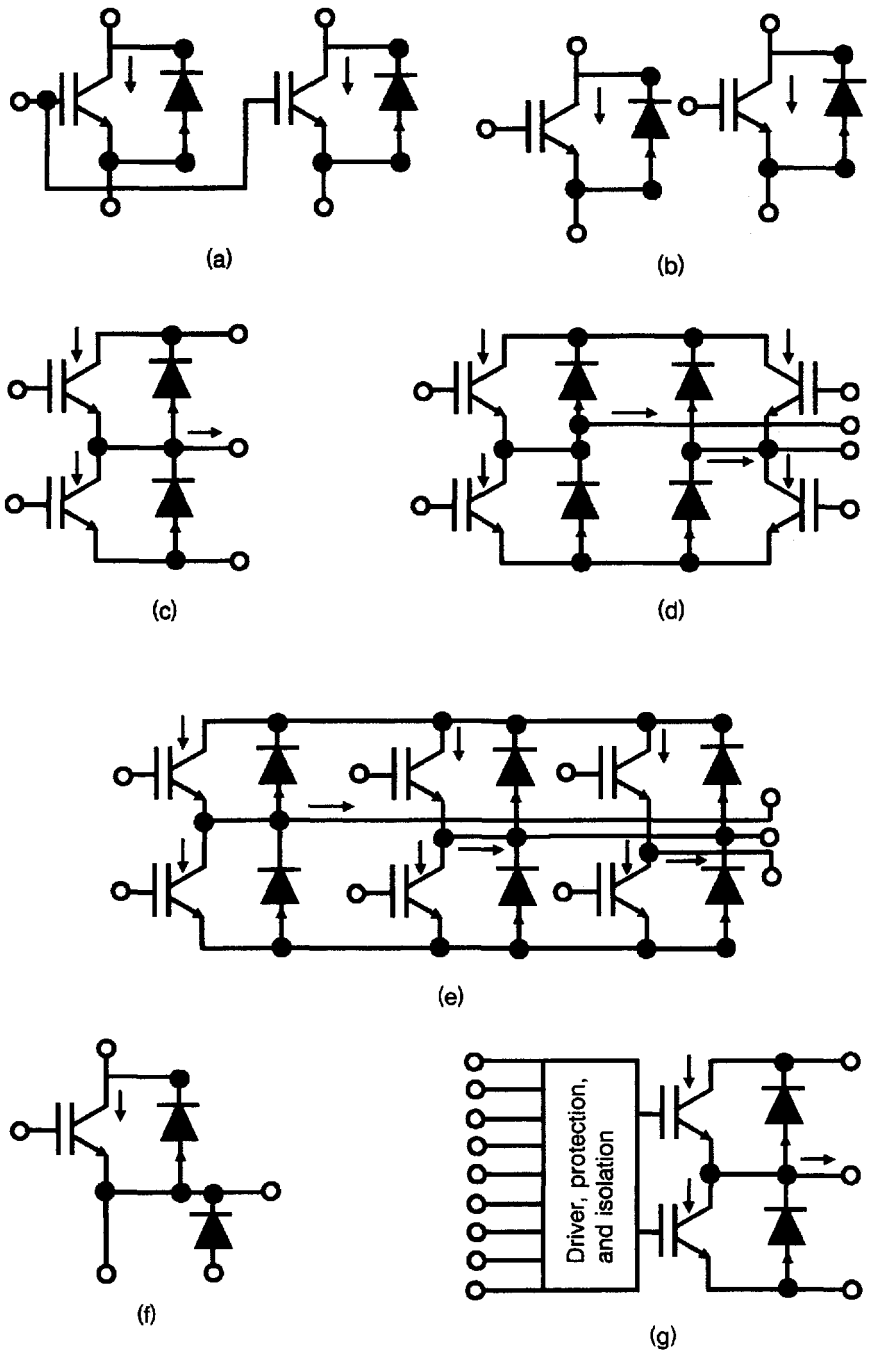 (a)
(b)
(c)
(d)
(e)
Driver, protection,
and isolation
(f)
(g)